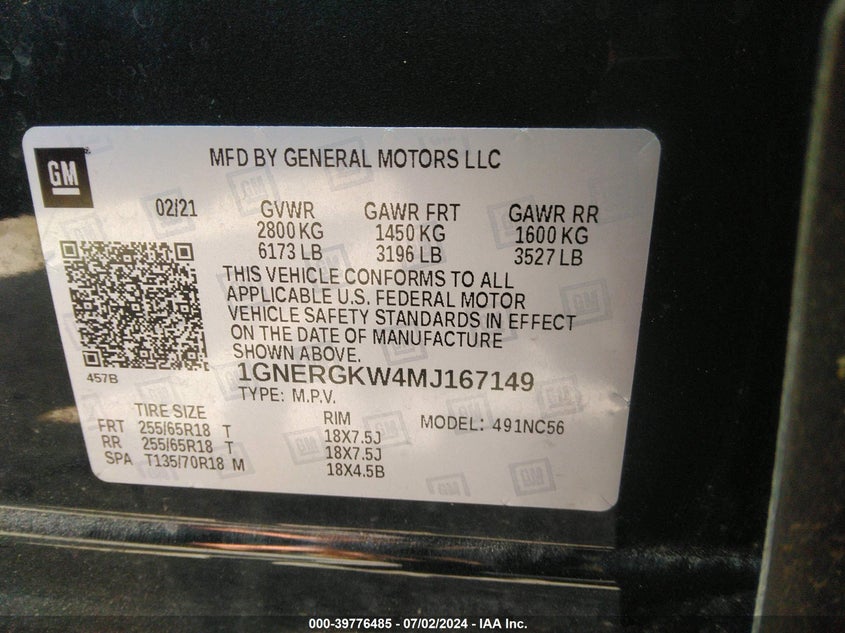 GM
MFD BY GENERAL MOTORS LLC
02/21 GVWR GAWR FRT GAWR RR
2800 KG 1450 KG 1600 KG
6173 LB 3196 LB 3527 LB
THIS VEHICLE CONFORMS TO ALL
APPLICABLE U.S. FEDERAL MOTOR
VEHICLE SAFETY STANDARDS IN EFFECT
ON THE DATE OF MANUFACTURE
SHOWN ABOVE.
457B
1GNERGKW4MJ167149
TYPE: M.P.V.
TIRE SIZE RIM MODEL: 491NC56
FRT 255/65R18 T 18X7.5J
RR 255/65R18 T 18X7.5J
SPA T135/70R18 M 18X4.5B
000-39776485 - 07/02/2024 - IAA Inc.